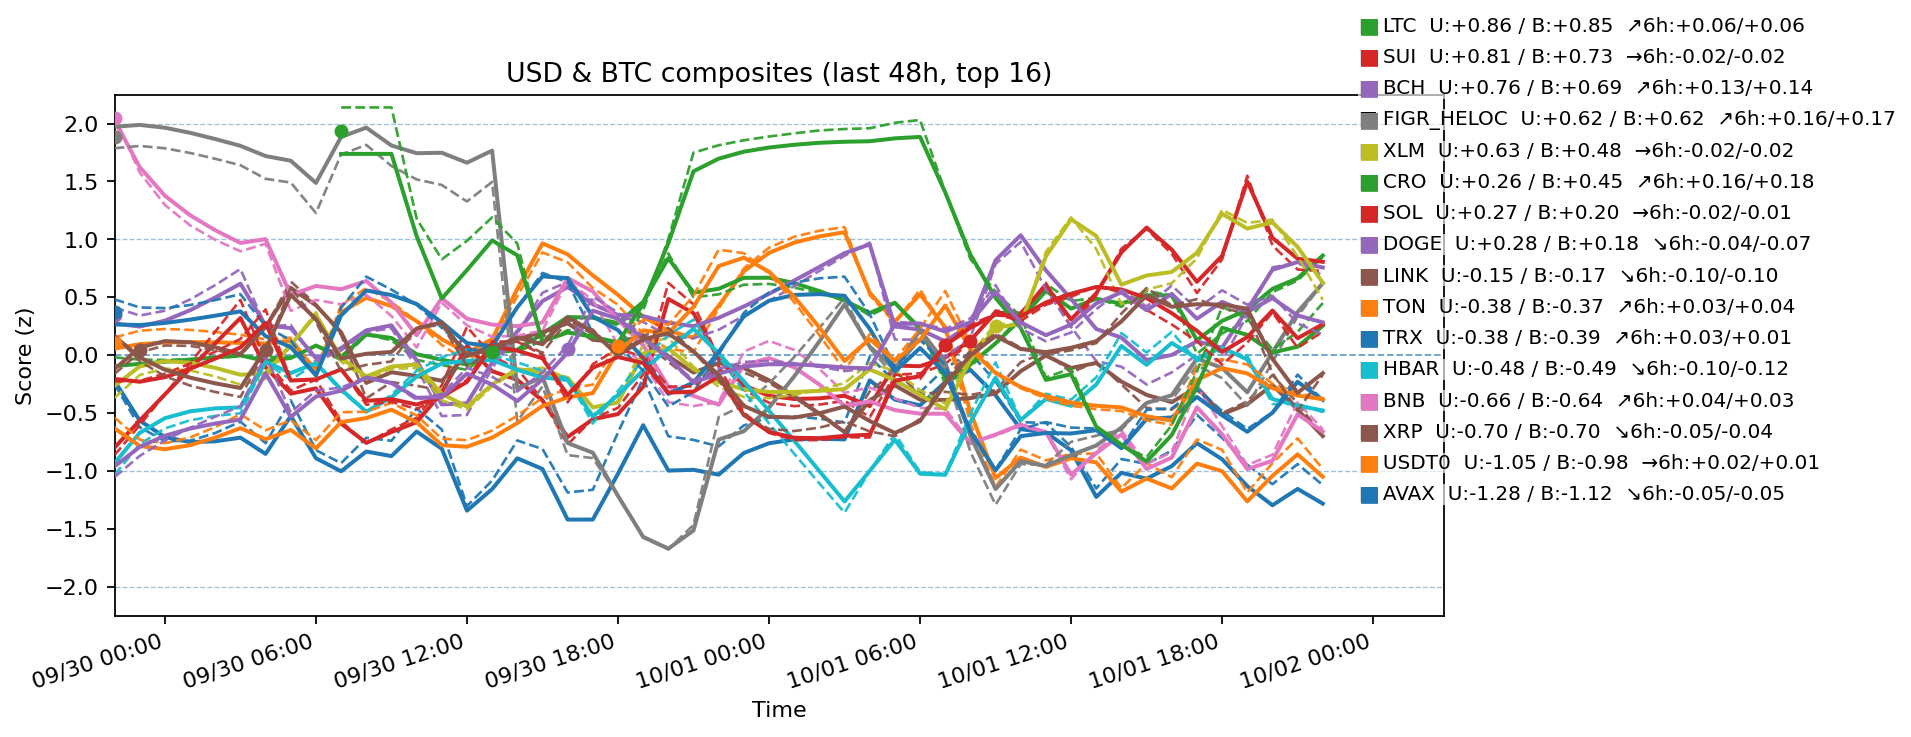 USD & BTC composites (last 48h, top 16)
LTC  U:+0.86 / B:+0.85  ↗6h:+0.06/+0.06
SUI  U:+0.81 / B:+0.73  →6h:-0.02/-0.02
BCH  U:+0.76 / B:+0.69  ↗6h:+0.13/+0.14
FIGR_HELOC  U:+0.62 / B:+0.62  ↗6h:+0.16/+0.17
XLM  U:+0.63 / B:+0.48  →6h:-0.02/-0.02
CRO  U:+0.26 / B:+0.45  ↗6h:+0.16/+0.18
SOL  U:+0.27 / B:+0.20  →6h:-0.02/-0.01
DOGE  U:+0.28 / B:+0.18  ↘6h:-0.04/-0.07
LINK  U:-0.15 / B:-0.17  ↘6h:-0.10/-0.10
TON  U:-0.38 / B:-0.37  ↗6h:+0.03/+0.04
TRX  U:-0.38 / B:-0.39  ↗6h:+0.03/+0.01
HBAR  U:-0.48 / B:-0.49  ↘6h:-0.10/-0.12
BNB  U:-0.66 / B:-0.64  ↗6h:+0.04/+0.03
XRP  U:-0.70 / B:-0.70  ↘6h:-0.05/-0.04
USDT0  U:-1.05 / B:-0.98  →6h:+0.02/+0.01
AVAX  U:-1.28 / B:-1.12  ↘6h:-0.05/-0.05
Score (z)
2.0
1.5
1.0
0.5
0.0
−0.5
−1.0
−1.5
−2.0
09/30 00:00
09/30 06:00
09/30 12:00
09/30 18:00
10/01 00:00
10/01 06:00
10/01 12:00
10/01 18:00
10/02 00:00
Time